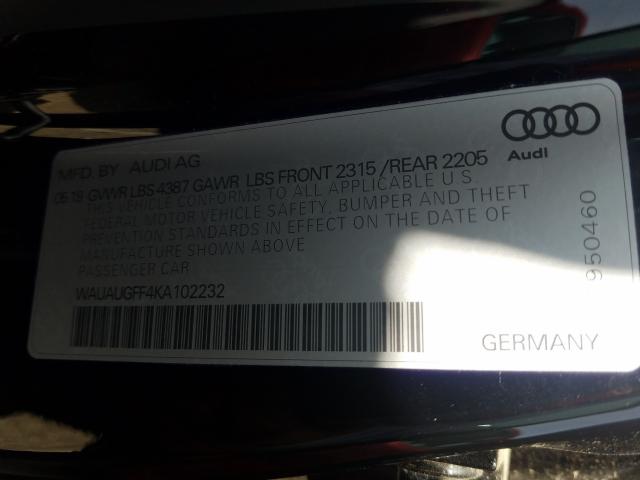 MFD. BY AUDI AG
05.18 GVWR LBS 4387 GAWR LBS FRONT 2315 / REAR 2205
THIS VEHICLE CONFORMS TO ALL APPLICABLE U.S.
FEDERAL MOTOR VEHICLE SAFETY, BUMPER AND THEFT
PREVENTION STANDARDS IN EFFECT ON THE DATE OF
MANUFACTURE SHOWN ABOVE
PASSENGER CAR
WAUAUGFF4KA102232
Audi
950460
GERMANY